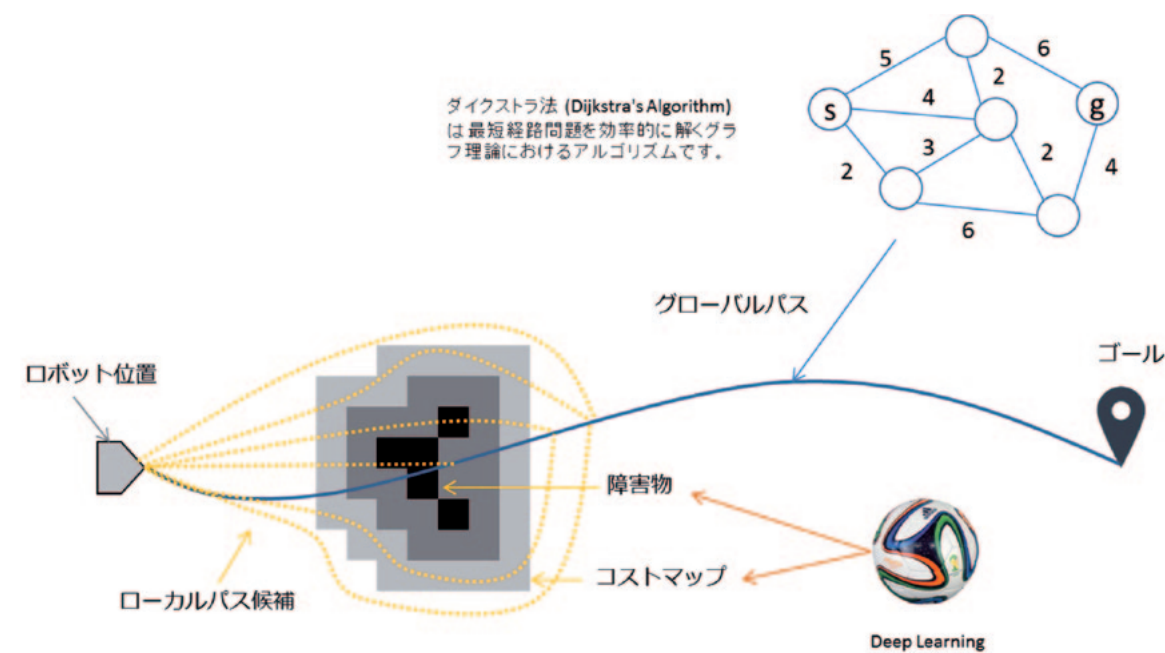 ダイクストラ法 (Dijkstra's Algorithm)
は最短経路問題を効率的に解くグラ
フ理論におけるアルゴリズムです。
5
6
2
s
4
g
3
2
2
4
6
グローバルパス
ゴール
ロボット位置
障害物
コストマップ
ローカルパス候補
Deep Learning